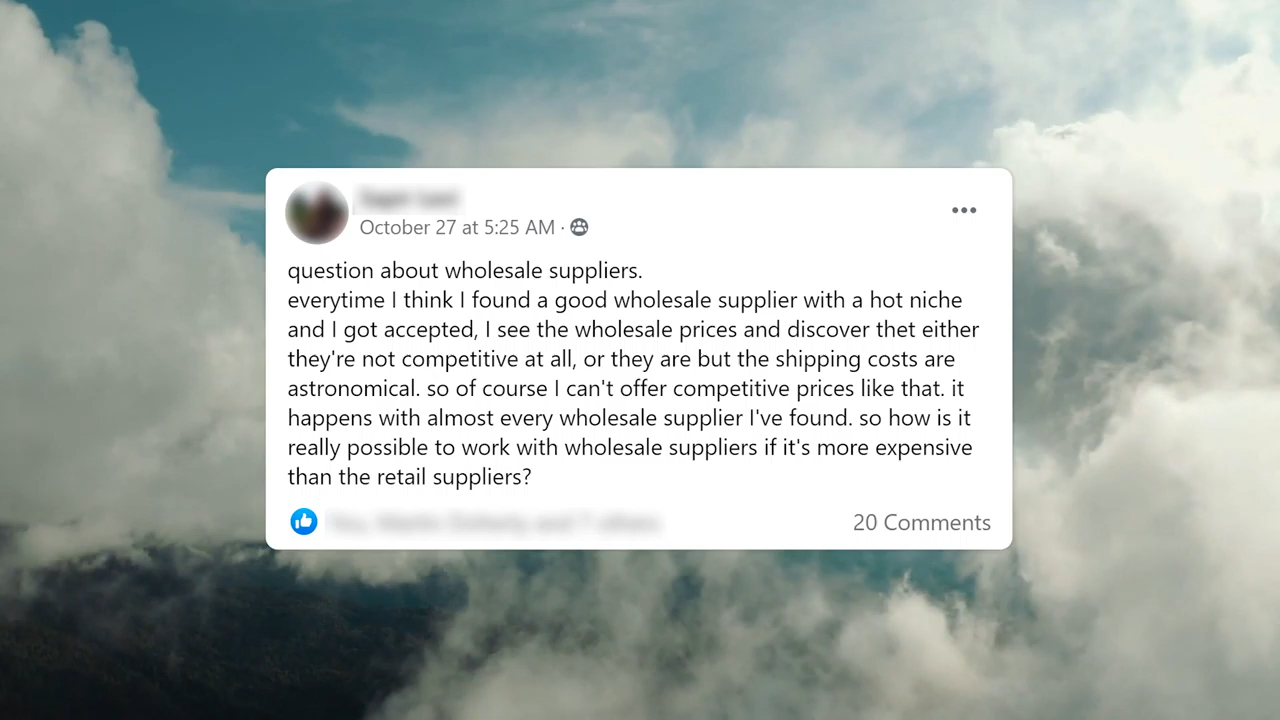 October 27 at 5:25 AM ·
question about wholesale suppliers.
everytime I think I found a good wholesale supplier with a hot niche
and I got accepted, I see the wholesale prices and discover thet either
they're not competitive at all, or they are but the shipping costs are
astronomical. so of course I can't offer competitive prices like that. it
happens with almost every wholesale supplier I've found. so how is it
really possible to work with wholesale suppliers if it's more expensive
than the retail suppliers?
20 Comments